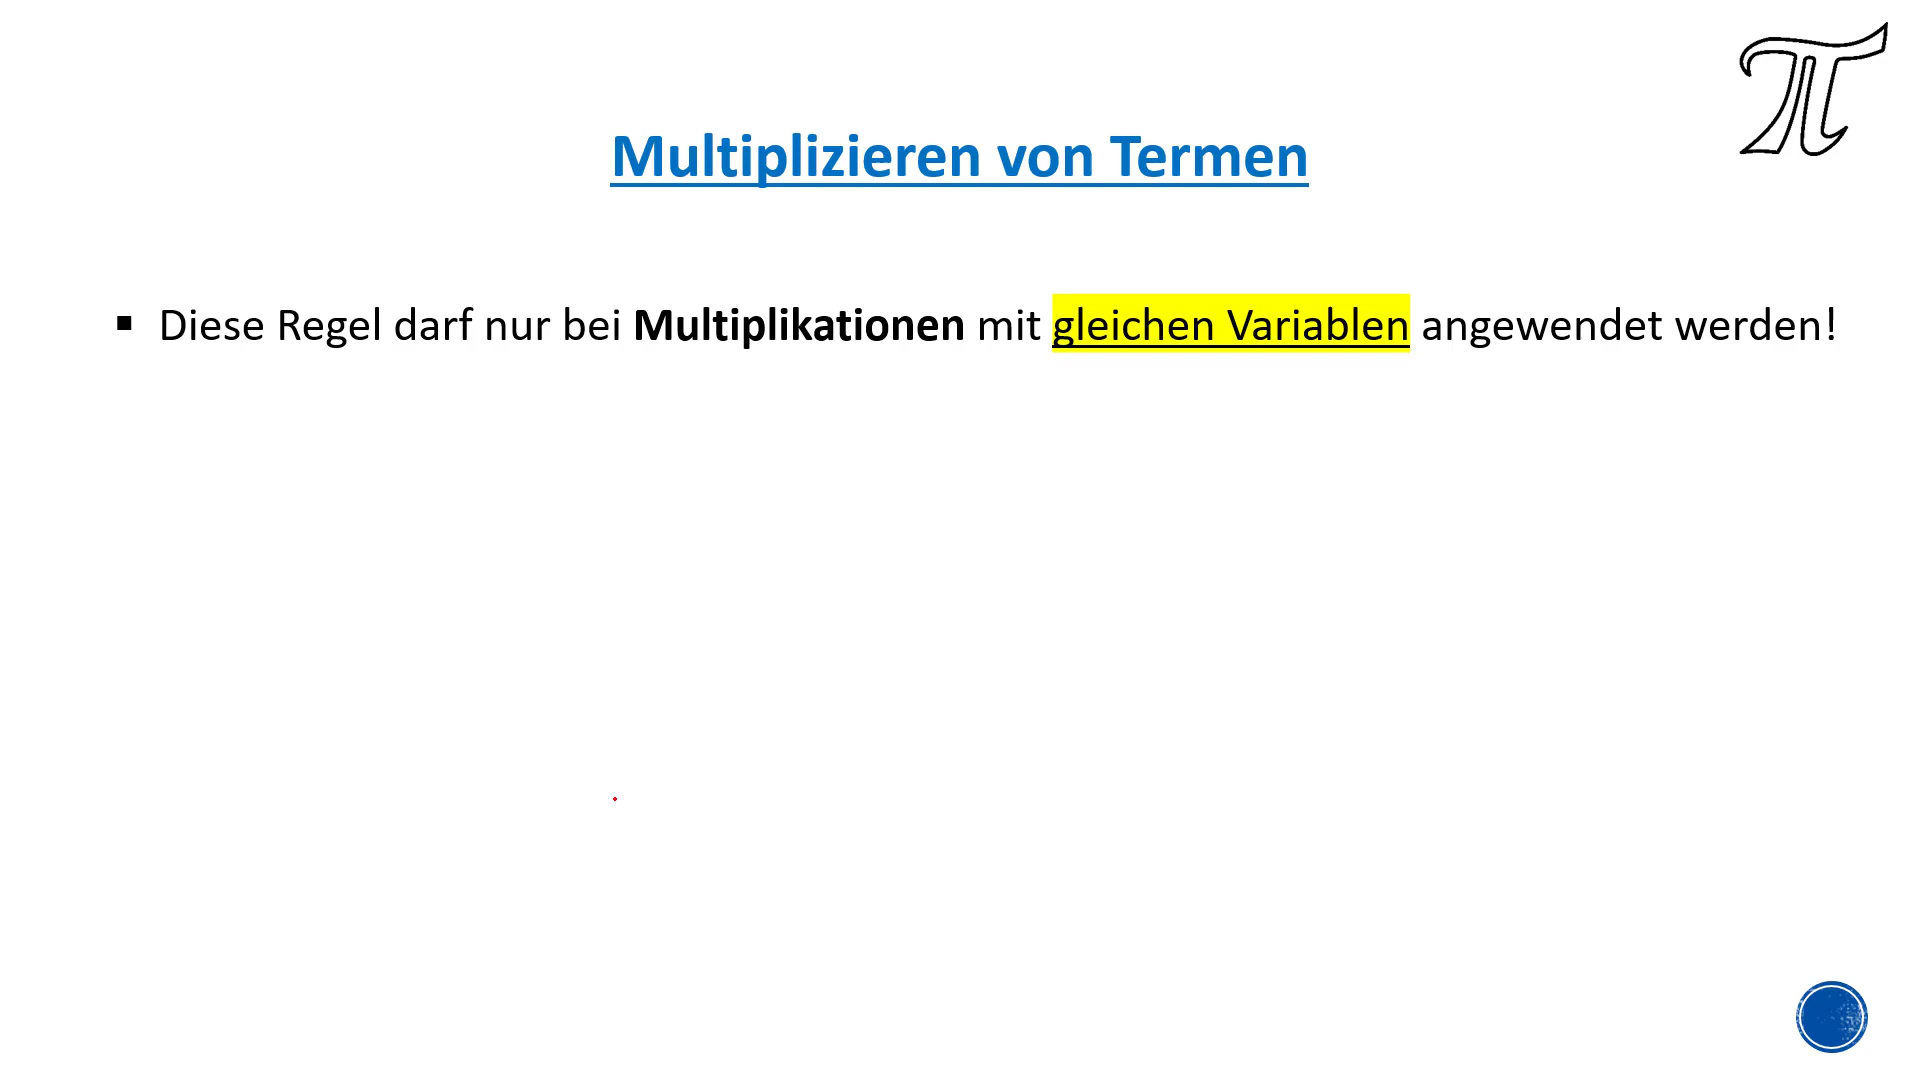 Multiplizieren von Termen
▪ Diese Regel darf nur bei Multiplikationen mit gleichen Variablen angewendet werden!